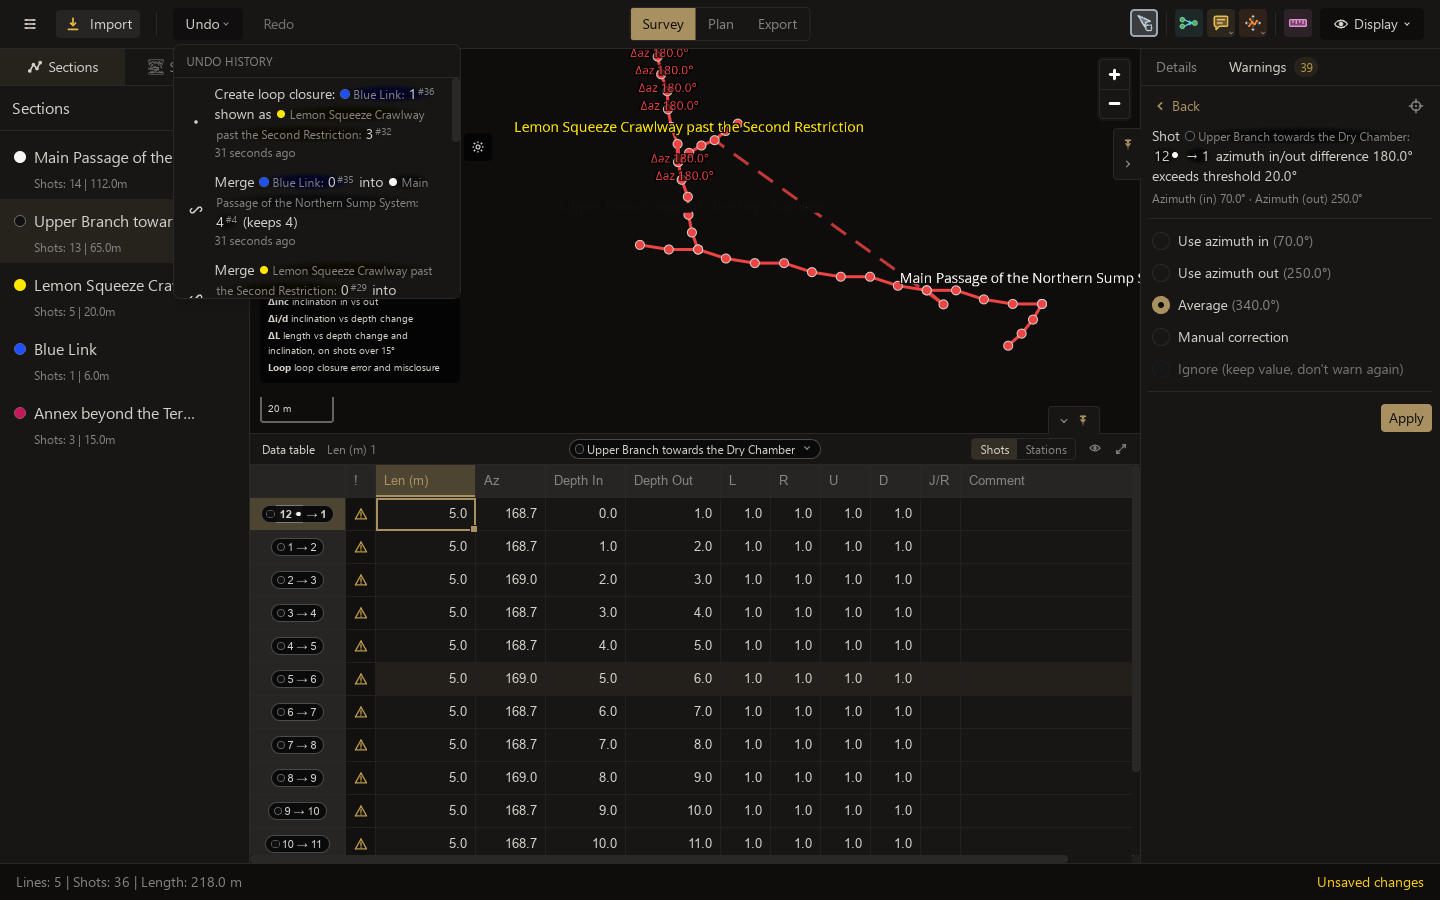 Import
Undo
Redo
Survey
Plan
Export
Display
Sections
Sections
Main Passage of the
Shots: 14 | 112.0m
Upper Branch towar
Shots: 13 | 65.0m
Lemon Squeeze Cra
Shots: 5 | 20.0m
Blue Link
Shots: 1 | 6.0m
Annex beyond the Ter...
Shots: 3 | 15.0m
UNDO HISTORY
Create loop closure: Blue Link: 1 #36
shown as Lemon Squeeze Crawlway
past the Second Restriction: 3 #32
31 seconds ago
Merge Blue Link: 0 #35 into Main
Passage of the Northern Sump System:
4 #4 (keeps 4)
31 seconds ago
Merge Lemon Squeeze Crawlway past
the Second Restriction: 0 #29 into
Δinc inclination in vs out
Δi/d inclination vs depth change
ΔL length vs depth change and
inclination, on shots over 15°
Loop loop closure error and misclosure
20 m
Δaz 180.0°
Δaz 180.0°
Δaz 180.0°
Δaz 180.0°
Lemon Squeeze Crawlway past the Second Restriction
Δaz 180.0°
Δaz 180.0°
Main Passage of the Northern Sump S
+
−
Details
Warnings 39
Back
Shot Upper Branch towards the Dry Chamber:
12 → 1 azimuth in/out difference 180.0°
exceeds threshold 20.0°
Azimuth (in) 70.0° · Azimuth (out) 250.0°
Use azimuth in (70.0°)
Use azimuth out (250.0°)
Average (340.0°)
Manual correction
Ignore (keep value, don't warn again)
Apply
Data table Len (m) 1
Upper Branch towards the Dry Chamber
Shots
Stations
! Len (m) Az Depth In Depth Out L R U D J/R Comment
12 → 1 5.0 168.7 0.0 1.0 1.0 1.0 1.0 1.0
1 → 2 5.0 168.7 1.0 2.0 1.0 1.0 1.0 1.0
2 → 3 5.0 169.0 2.0 3.0 1.0 1.0 1.0 1.0
3 → 4 5.0 168.7 3.0 4.0 1.0 1.0 1.0 1.0
4 → 5 5.0 168.7 4.0 5.0 1.0 1.0 1.0 1.0
5 → 6 5.0 169.0 5.0 6.0 1.0 1.0 1.0 1.0
6 → 7 5.0 168.7 6.0 7.0 1.0 1.0 1.0 1.0
7 → 8 5.0 168.7 7.0 8.0 1.0 1.0 1.0 1.0
8 → 9 5.0 169.0 8.0 9.0 1.0 1.0 1.0 1.0
9 → 10 5.0 168.7 9.0 10.0 1.0 1.0 1.0 1.0
10 → 11 5.0 168.7 10.0 11.0 1.0 1.0 1.0 1.0
Lines: 5 | Shots: 36 | Length: 218.0 m
Unsaved changes